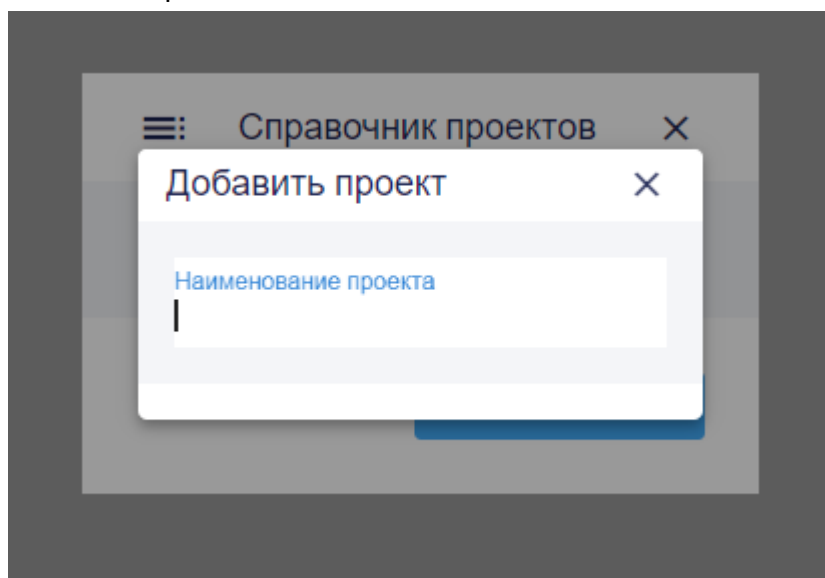 Справочник проектов
Добавить проект
Наименование проекта